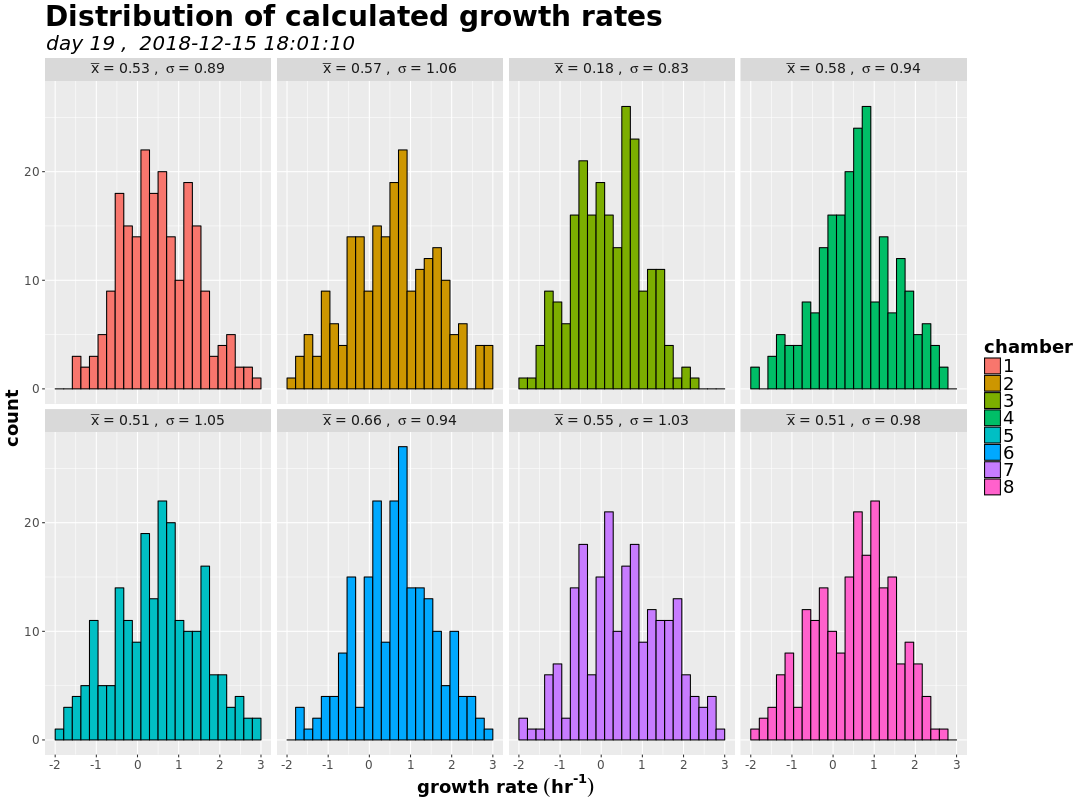 Distribution of calculated growth rates
day 19 ,  2018-12-15 18:01:10
x̅ = 0.53 ,  σ = 0.89
x̅ = 0.57 ,  σ = 1.06
x̅ = 0.18 ,  σ = 0.83
x̅ = 0.58 ,  σ = 0.94
20
10
0
x̅ = 0.51 ,  σ = 1.05
x̅ = 0.66 ,  σ = 0.94
x̅ = 0.55 ,  σ = 1.03
x̅ = 0.51 ,  σ = 0.98
20
10
0
count
-2 -1 0 1 2 3
-2 -1 0 1 2 3
-2 -1 0 1 2 3
-2 -1 0 1 2 3
growth rate (hr⁻¹)
chamber
1
2
3
4
5
6
7
8